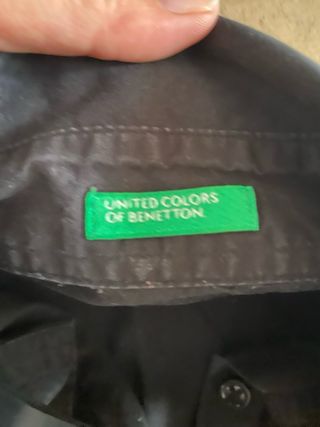 UNITED COLORS
OF BENETTON.